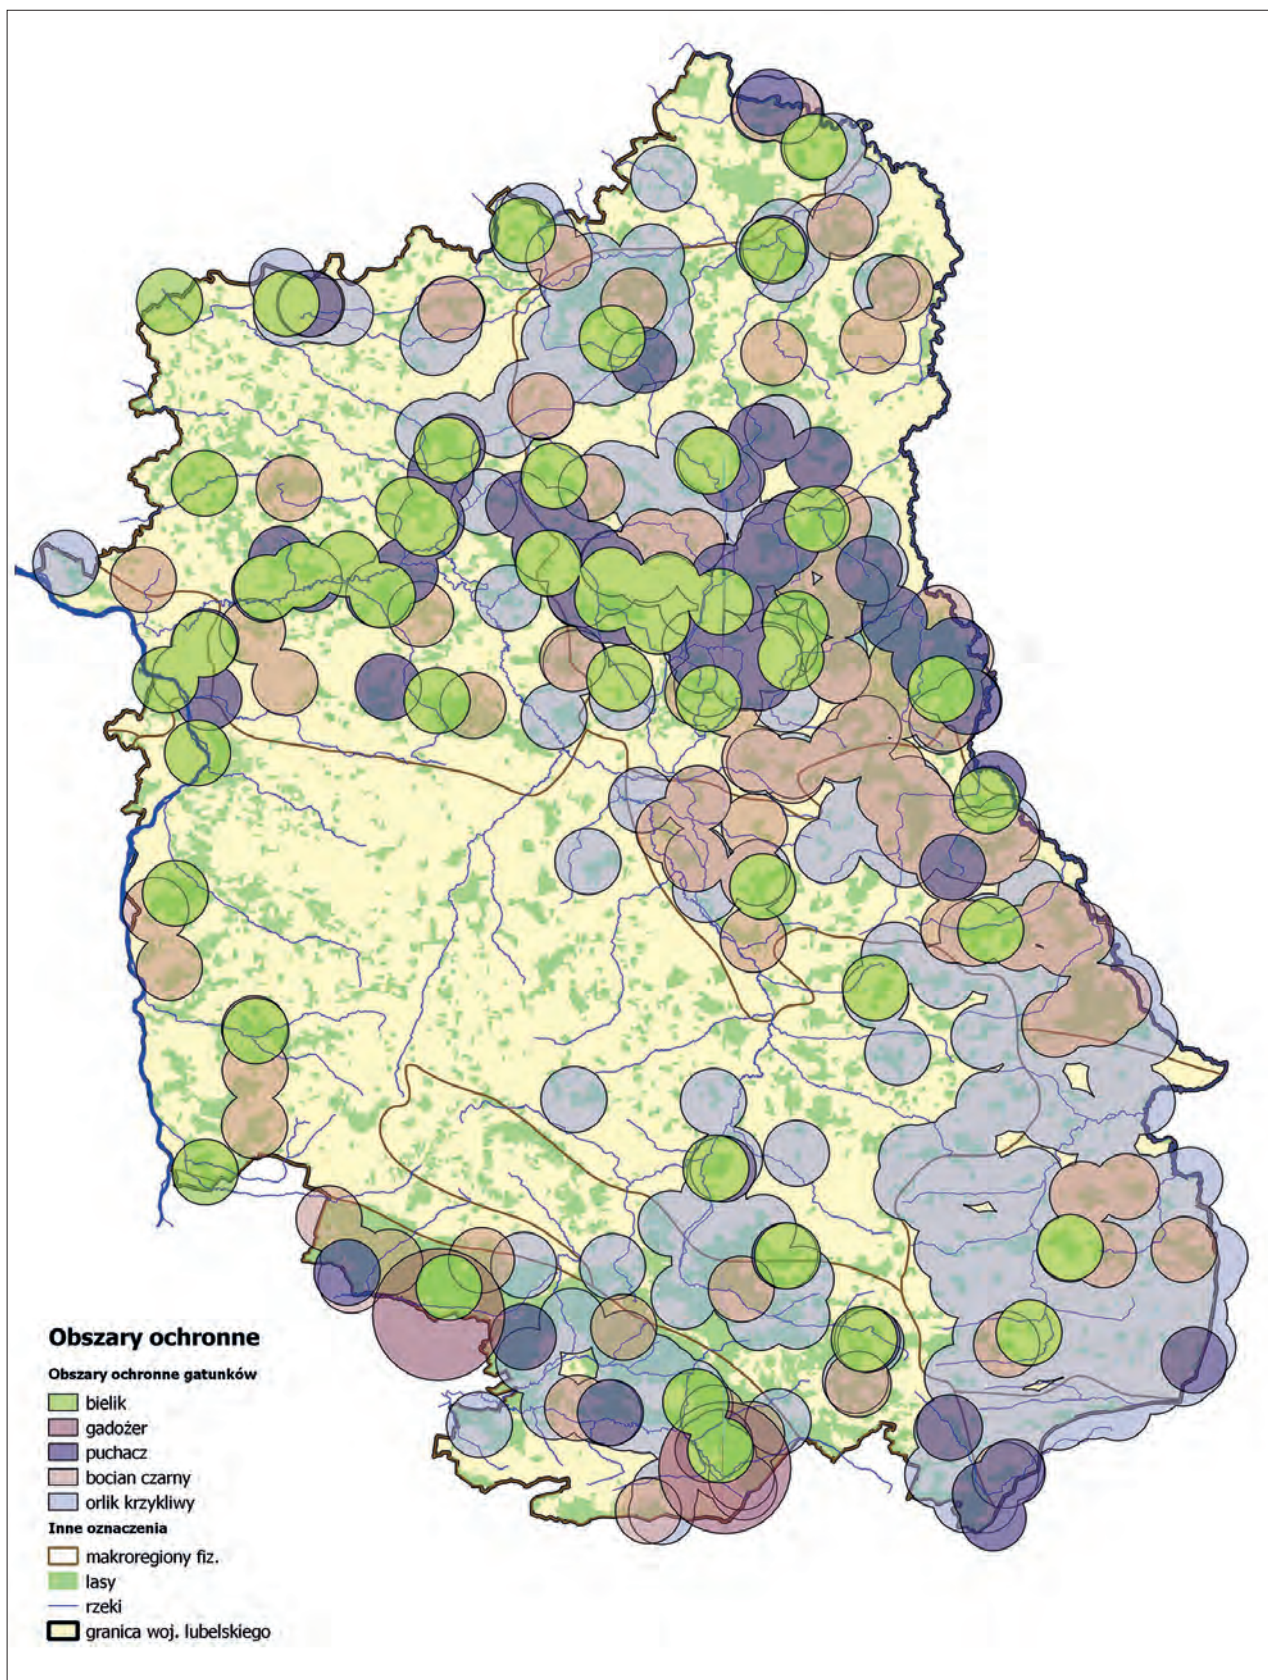 Obszary ochronne
Obszary ochronne gatunków
bielik
gadożer
puchacz
bocian czarny
orlik krzykliwy
Inne oznaczenia
makroregiony fiz.
lasy
rzeki
granica woj. lubelskiego